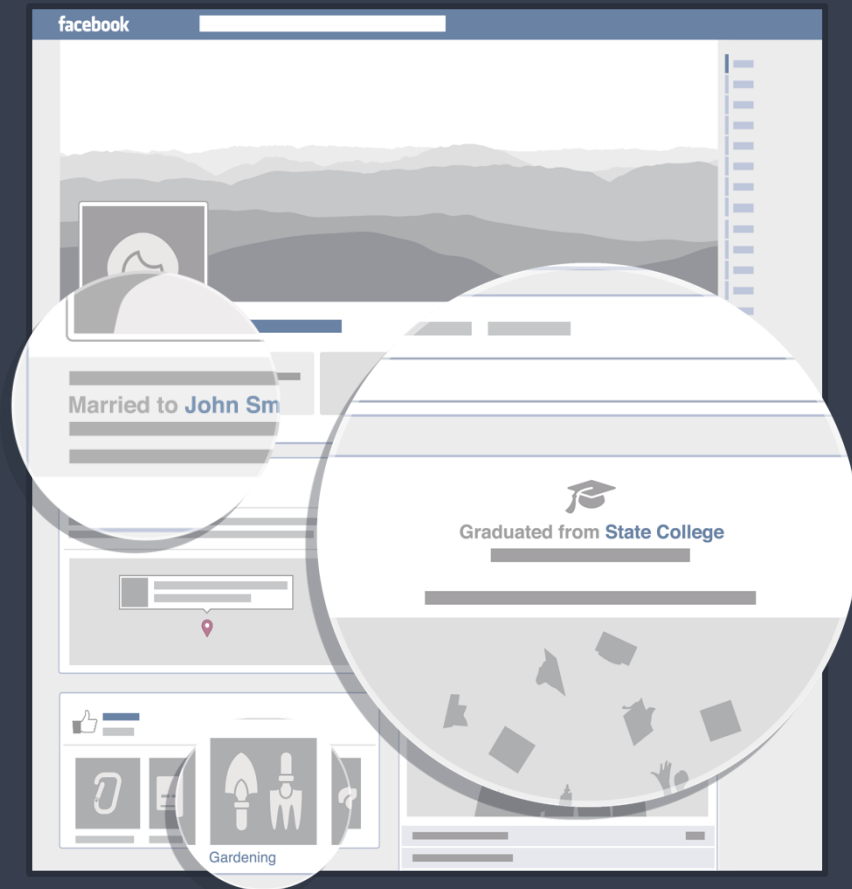 facebook
Married to John Sm
Graduated from State College
Gardening